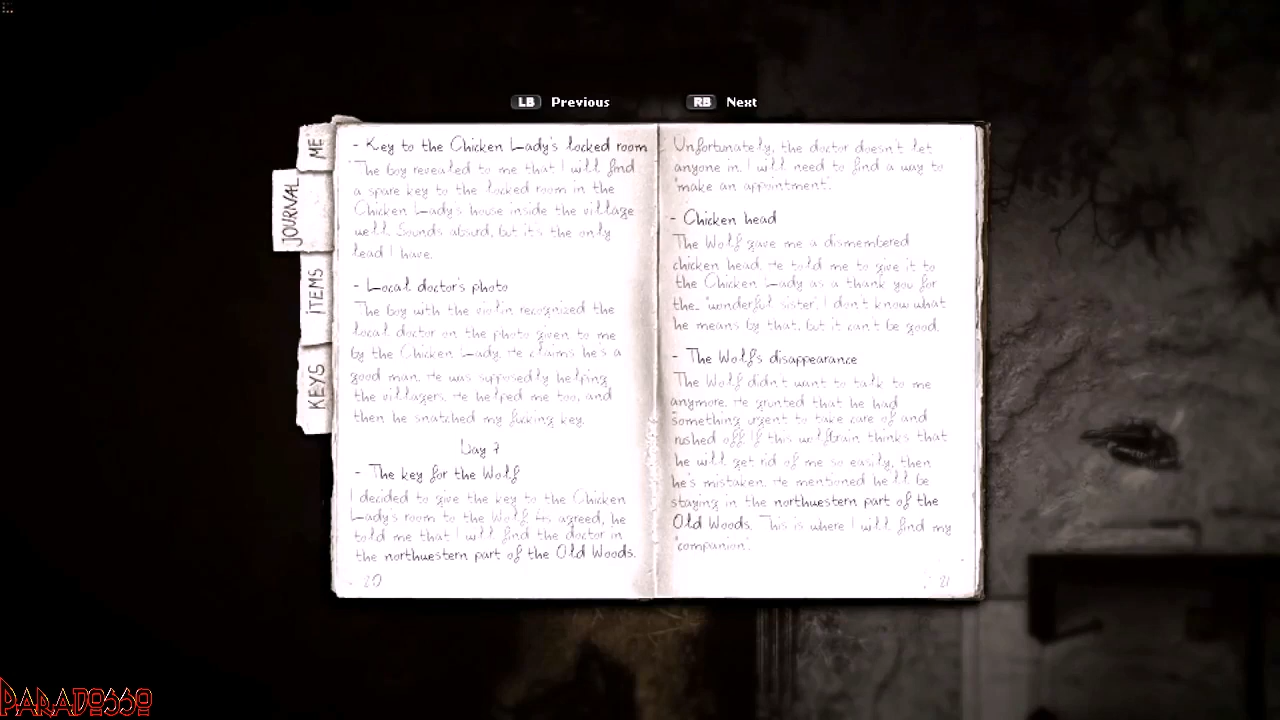 LB Previous
RB Next
ME
JOURNAL
ITEMS
KEYS
- Key to the Chicken Lady's locked room
The boy revealed to me that I will find
a spare key to the locked room in the
Chicken Lady's house inside the village
well. Sounds absurd, but it's the only
lead I have.
- Local doctor's photo
The boy with the violin recognized the
local doctor on the photo given to me
by the Chicken Lady. He claims he's a
good man. He was supposedly helping
the villagers. He helped me too, and
then he snatched my fucking key.
Day 7
- The key for the Wolf
I decided to give the key to the Chicken
Lady's room to the Wolf. As agreed, he
told me that I will find the doctor in
the northwestern part of the Old Woods.
20
Unfortunately, the doctor doesn't let
anyone in. I will need to find a way to
"make an appointment".
- Chicken head
The Wolf gave me a dismembered
chicken head. He told me to give it to
the Chicken Lady as a thank you for
the... "wonderful sister". I don't know what
he means by that, but it can't be good.
- The Wolf's disappearance
The Wolf didn't want to talk to me
anymore. He grunted that he had
"something urgent to take care of" and
rushed off. If this wolfbrain thinks that
he will get rid of me so easily, then
he's mistaken. He mentioned he'll be
staying in the northwestern part of the
Old Woods. This is where I will find my
"companion".
21
PARADOSSO